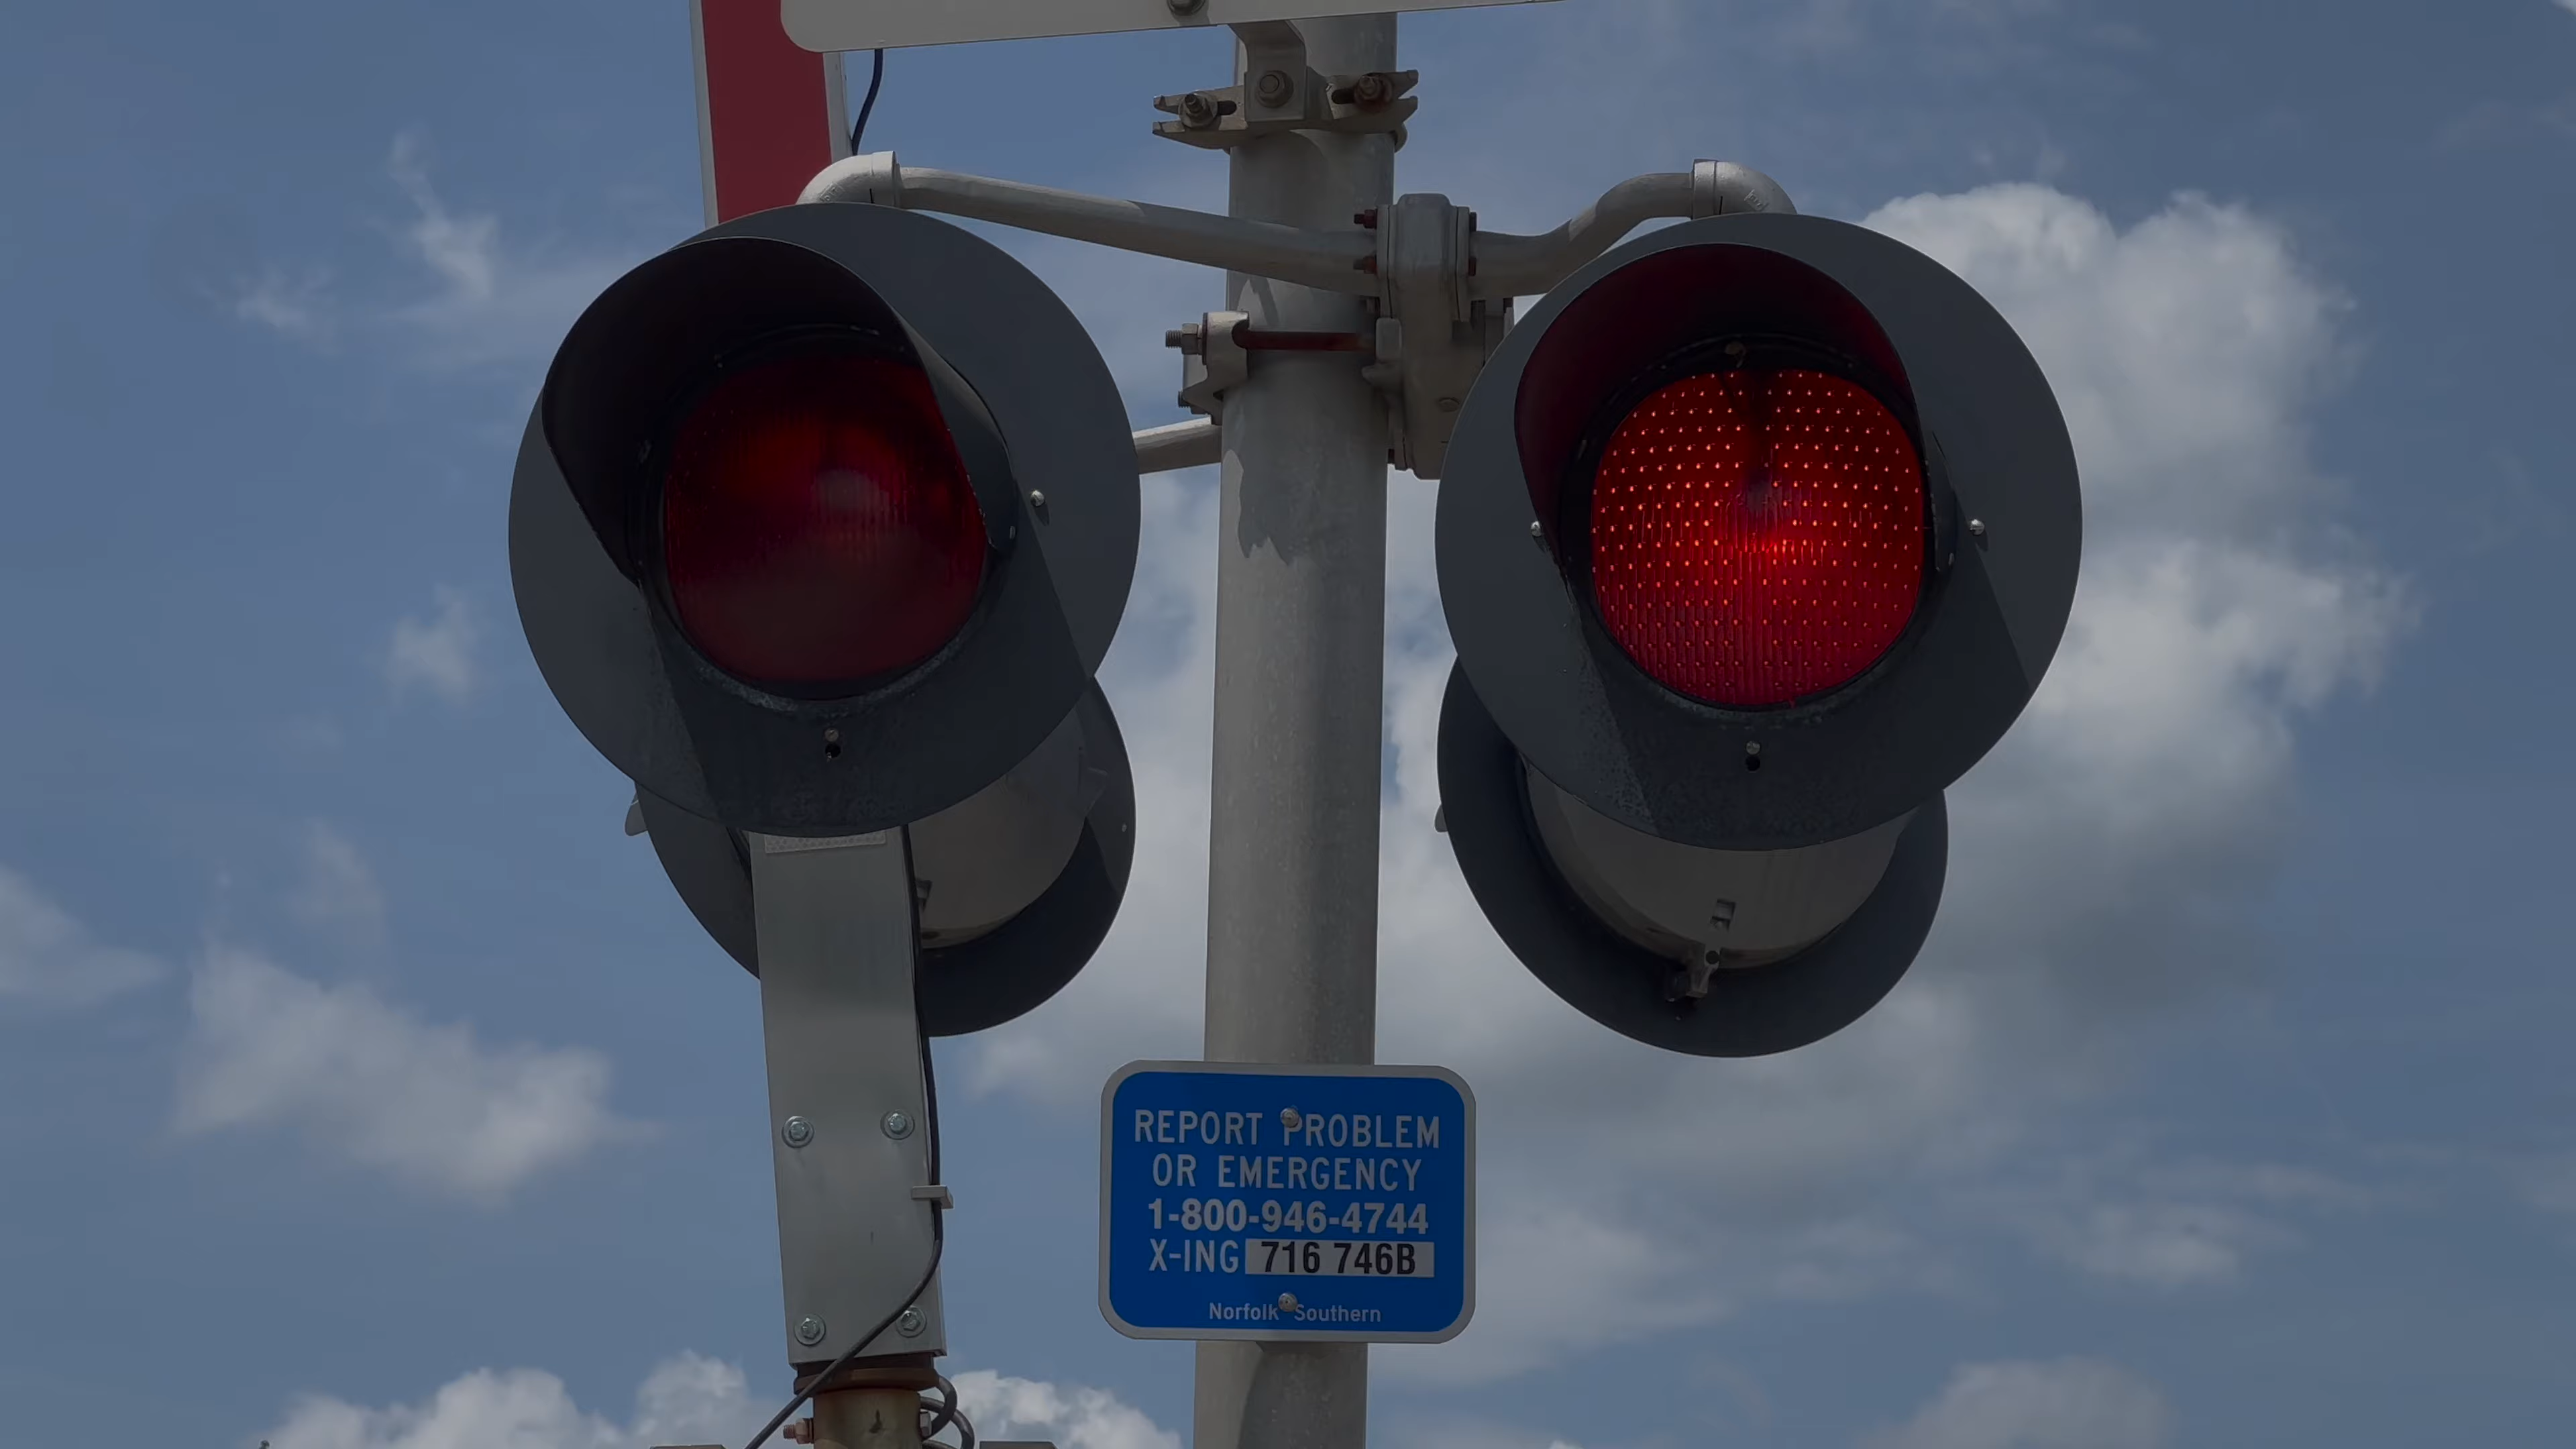 REPORT PROBLEM
OR EMERGENCY
1-800-946-4744
X-ING 716 746B
Norfolk Southern